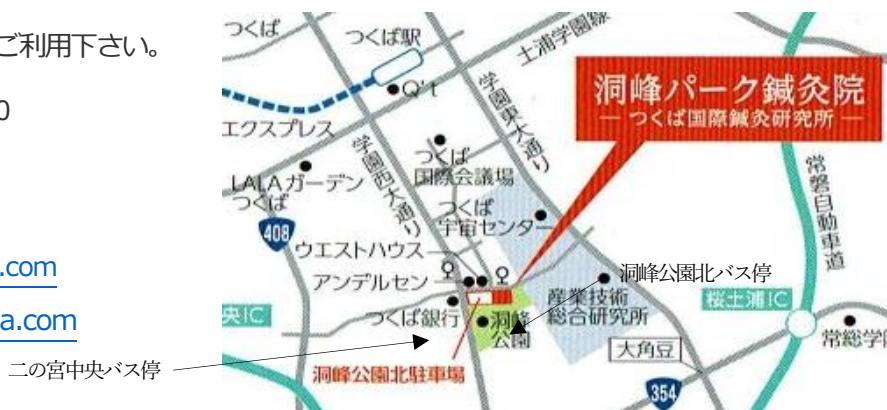 ご利用下さい。
0
.com
a.com
二の宮中央バス停
つくば
つくば駅
土浦学園線
Q't
エクスプレス
LALAガーデン
つくば
学園西大通り
学園東大通り
つくば
国際会議場
つくば
宇宙センター
洞峰パーク鍼灸院
― つくば国際鍼灸研究所 ―
常磐自動車道
408
ウエストハウス
アンデルセン
つくば銀行
洞峰
公園
洞峰公園北バス停
産業技術
総合研究所
央IC
桜土浦IC
大角豆
常総学
洞峰公園北駐車場
354